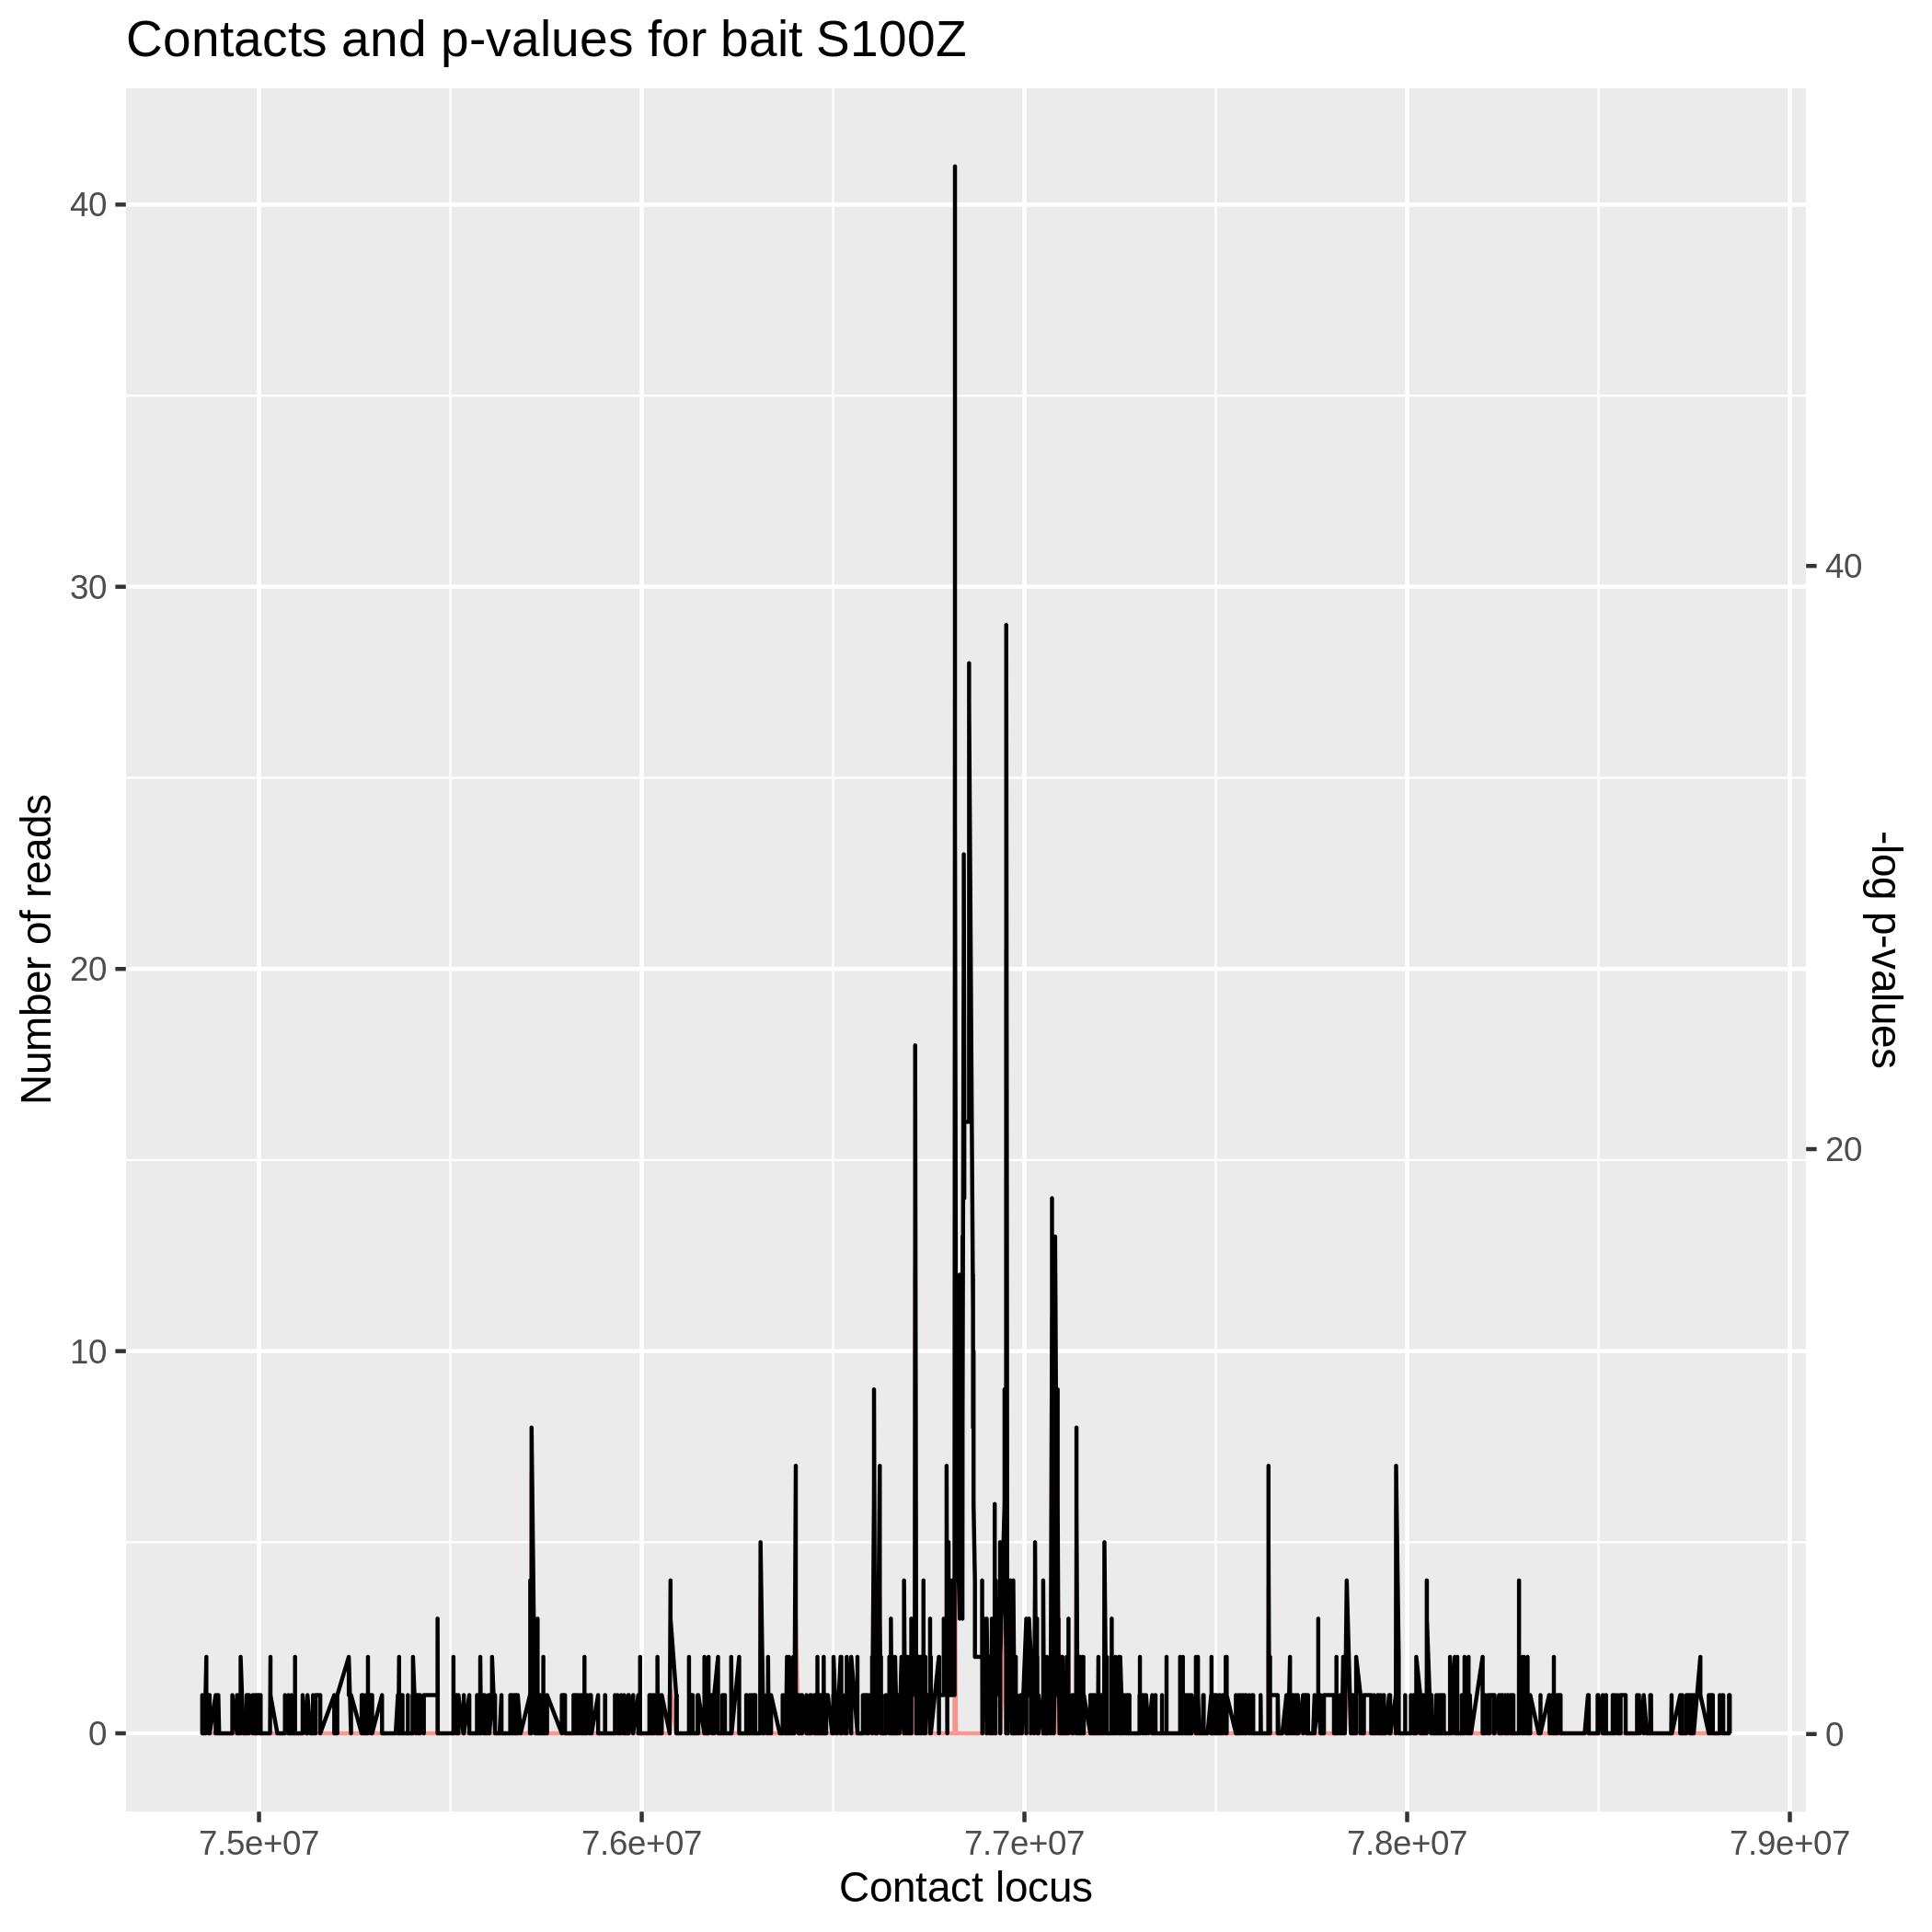 Contacts and p-values for bait S100Z
Number of reads
40
30
20
10
0
40
20
0
-log p-values
7.5e+07 7.6e+07 7.7e+07 7.8e+07 7.9e+07
Contact locus